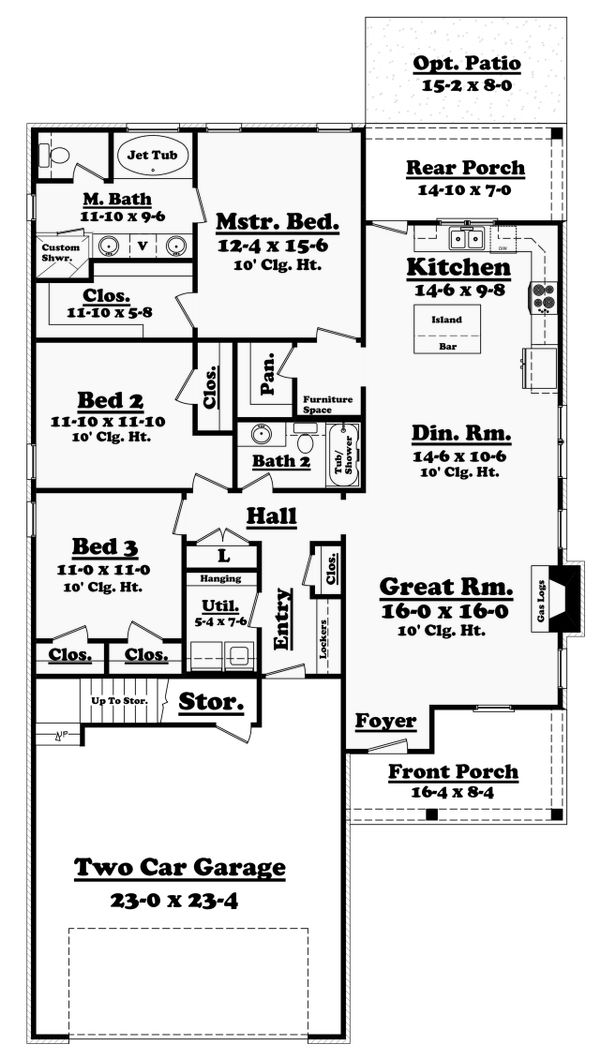 Opt. Patio
15-2 x 8-0
Jet Tub
Rear Porch
14-10 x 7-0
M. Bath
11-10 x 9-6
Mstr. Bed.
12-4 x 15-6
10' Clg. Ht.
Custom
Shwr.
V
DW
Kitchen
14-6 x 9-8
Clos.
11-10 x 5-8
Island
Bar
Pan.
Clos.
Bed 2
11-10 x 11-10
10' Clg. Ht.
Furniture
Space
Din. Rm.
14-6 x 10-6
10' Clg. Ht.
Bath 2
Tub/
Shower
Hall
Bed 3
11-0 x 11-0
10' Clg. Ht.
L
Clos.
Hanging
Util.
5-4 x 7-6
Entry
Lockers
Great Rm.
16-0 x 16-0
10' Clg. Ht.
Gas Logs
Clos.
Clos.
Up To Stor.
Stor.
UP
Foyer
Front Porch
16-4 x 8-4
Two Car Garage
23-0 x 23-4